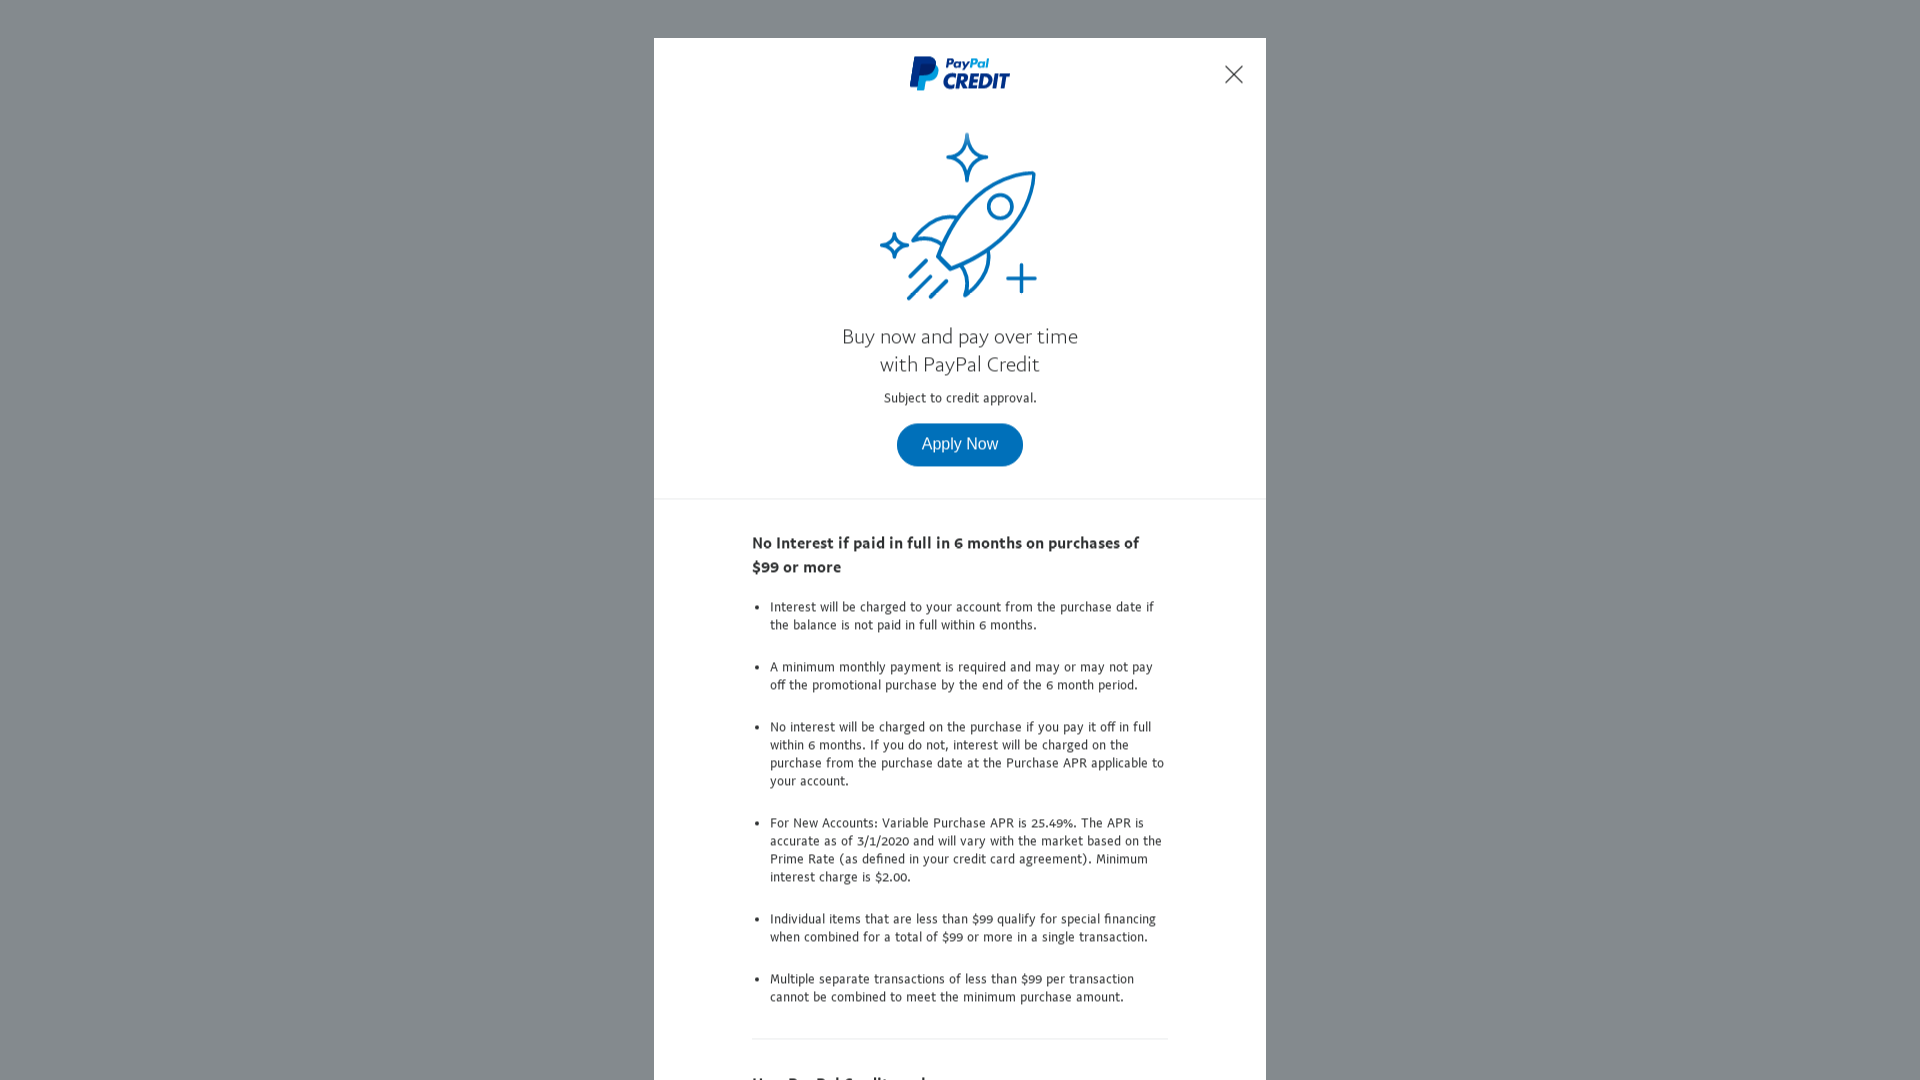 PayPal
CREDIT
Buy now and pay over time
with PayPal Credit
Subject to credit approval.
Apply Now
No Interest if paid in full in 6 months on purchases of
$99 or more
• Interest will be charged to your account from the purchase date if
the balance is not paid in full within 6 months.
• A minimum monthly payment is required and may or may not pay
off the promotional purchase by the end of the 6 month period.
• No interest will be charged on the purchase if you pay it off in full
within 6 months. If you do not, interest will be charged on the
purchase from the purchase date at the Purchase APR applicable to
your account.
• For New Accounts: Variable Purchase APR is 25.49%. The APR is
accurate as of 3/1/2020 and will vary with the market based on the
Prime Rate (as defined in your credit card agreement). Minimum
interest charge is $2.00.
• Individual items that are less than $99 qualify for special financing
when combined for a total of $99 or more in a single transaction.
• Multiple separate transactions of less than $99 per transaction
cannot be combined to meet the minimum purchase amount.